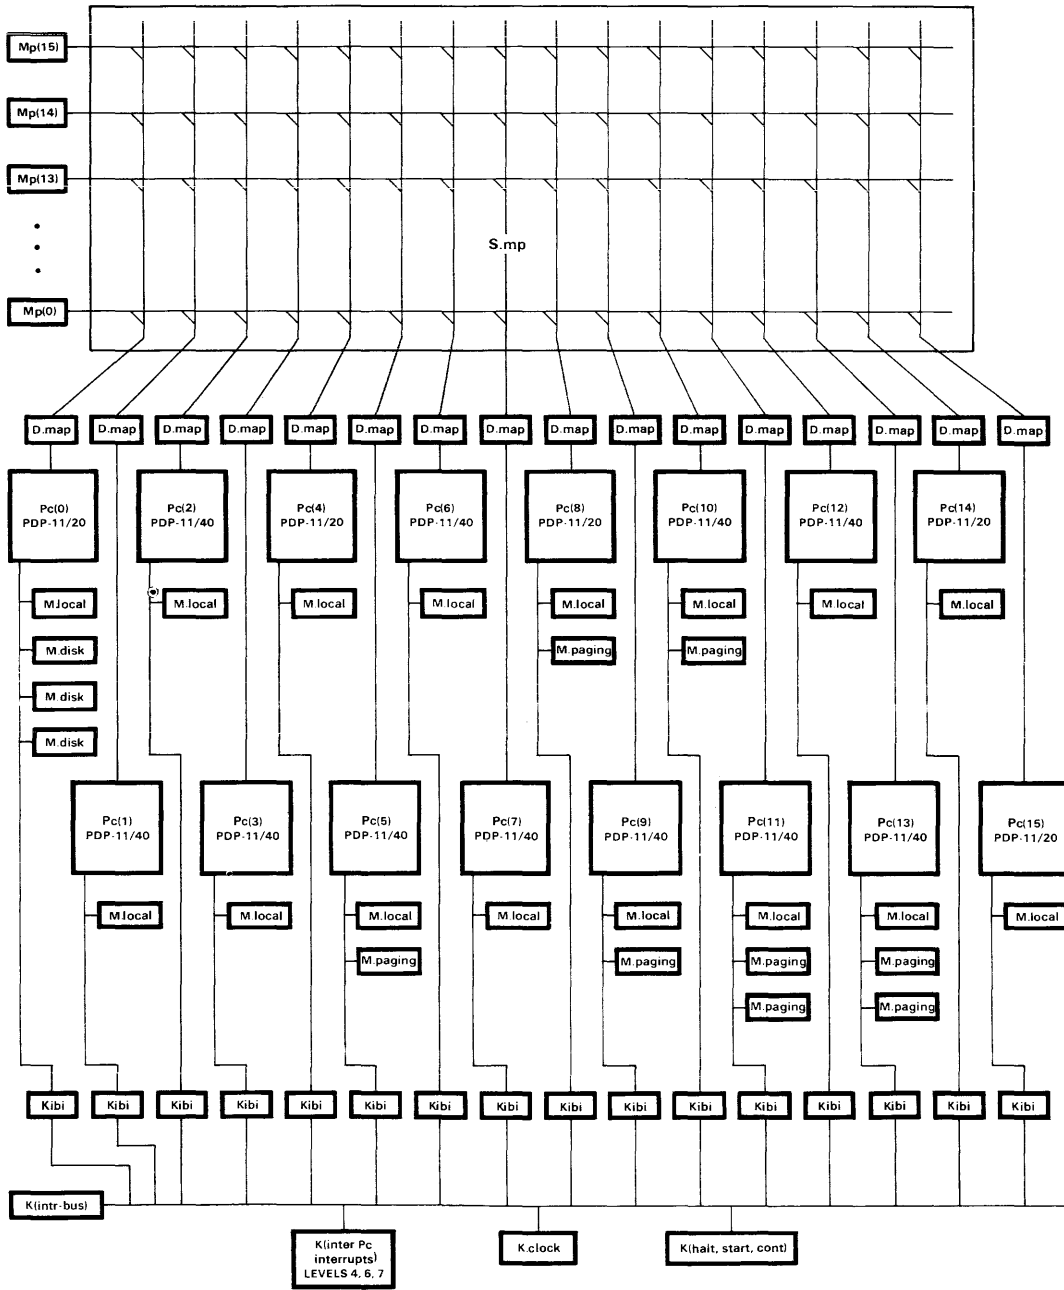 Mp(15)
Mp(14)
Mp(13)
S.mp
Mp(0)
D.map D.map D.map D.map D.map D.map D.map D.map D.map D.map D.map D.map D.map D.map D.map D.map
Pc(0) Pc(2) Pc(4) Pc(6) Pc(8) Pc(10) Pc(12) Pc(14)
PDP-11/20 PDP-11/40 PDP-11/20 PDP-11/40 PDP-11/20 PDP-11/40 PDP-11/40 PDP-11/20
M.local M.local M.local M.local M.local M.local M.local M.local
M.disk M.paging M.paging
M.disk
M.disk
Pc(1) Pc(3) Pc(5) Pc(7) Pc(9) Pc(11) Pc(13) Pc(15)
PDP-11/40 PDP-11/40 PDP-11/40 PDP-11/40 PDP-11/40 PDP-11/40 PDP-11/40 PDP-11/20
M.local M.local M.local M.local M.local M.local M.local M.local
M.paging M.paging M.paging M.paging
M.paging M.paging
Kibi Kibi Kibi Kibi Kibi Kibi Kibi Kibi Kibi Kibi Kibi Kibi Kibi Kibi Kibi Kibi
K(intr-bus)
K(inter Pc
interrupts)
LEVELS 4, 6, 7
K.clock
K(halt, start, cont)